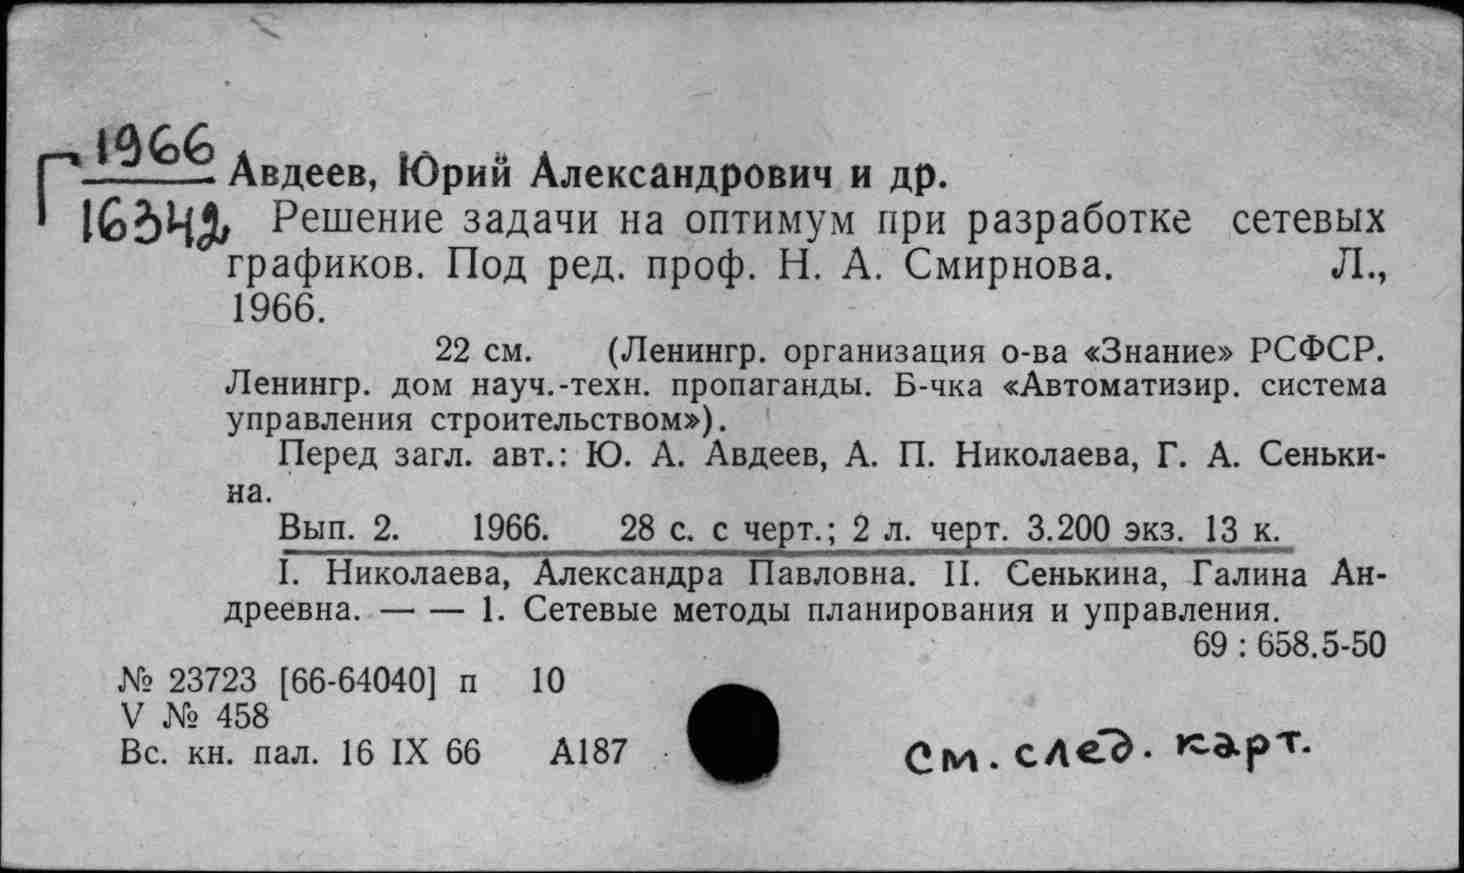 Г 1966
Авдеев, Юрий Александрович и др.
Решение задачи на оптимум при разработке сетевых
графиков. Под ред. проф. Н. А. Смирнова. Л.,
1966.
22 см. (Ленингр. организация о-ва «Знание» РСФСР.
Ленингр. дом науч.-техн. пропаганды. Б-чка «Автоматизир. система
управления строительством»).
Перед загл. авт.: Ю. А. Авдеев, А. П. Николаева, Г. А. Сеньки-
на.
Вып. 2. 1966. 28 с. с черт.; 2 л. черт. 3.200 экз. 13 к.
I. Николаева, Александра Павловна. II. Сенькина, Галина Ан-
дреевна. — — 1. Сетевые методы планирования и управления.
69 : 658.5-50
№ 23723 [66-64040] п 10
V № 458
Вс. кн. пал. 16 IX 66 А187
См. след. карт.